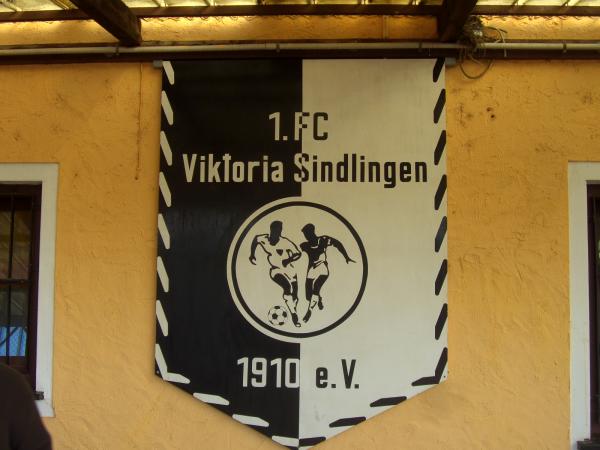 1. FC
Viktoria Sindlingen
1910 e.V.